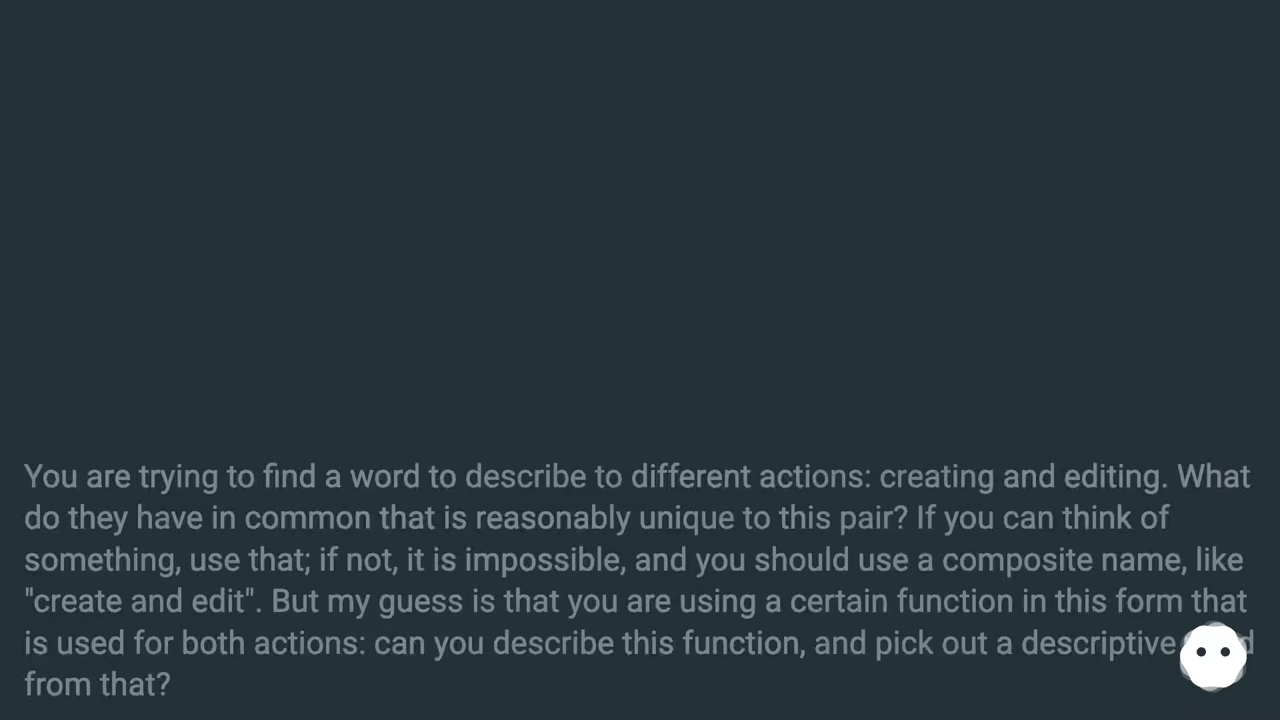 You are trying to find a word to describe to different actions: creating and editing. What
do they have in common that is reasonably unique to this pair? If you can think of
something, use that; if not, it is impossible, and you should use a composite name, like
"create and edit". But my guess is that you are using a certain function in this form that
is used for both actions: can you describe this function, and pick out a descriptive
from that?